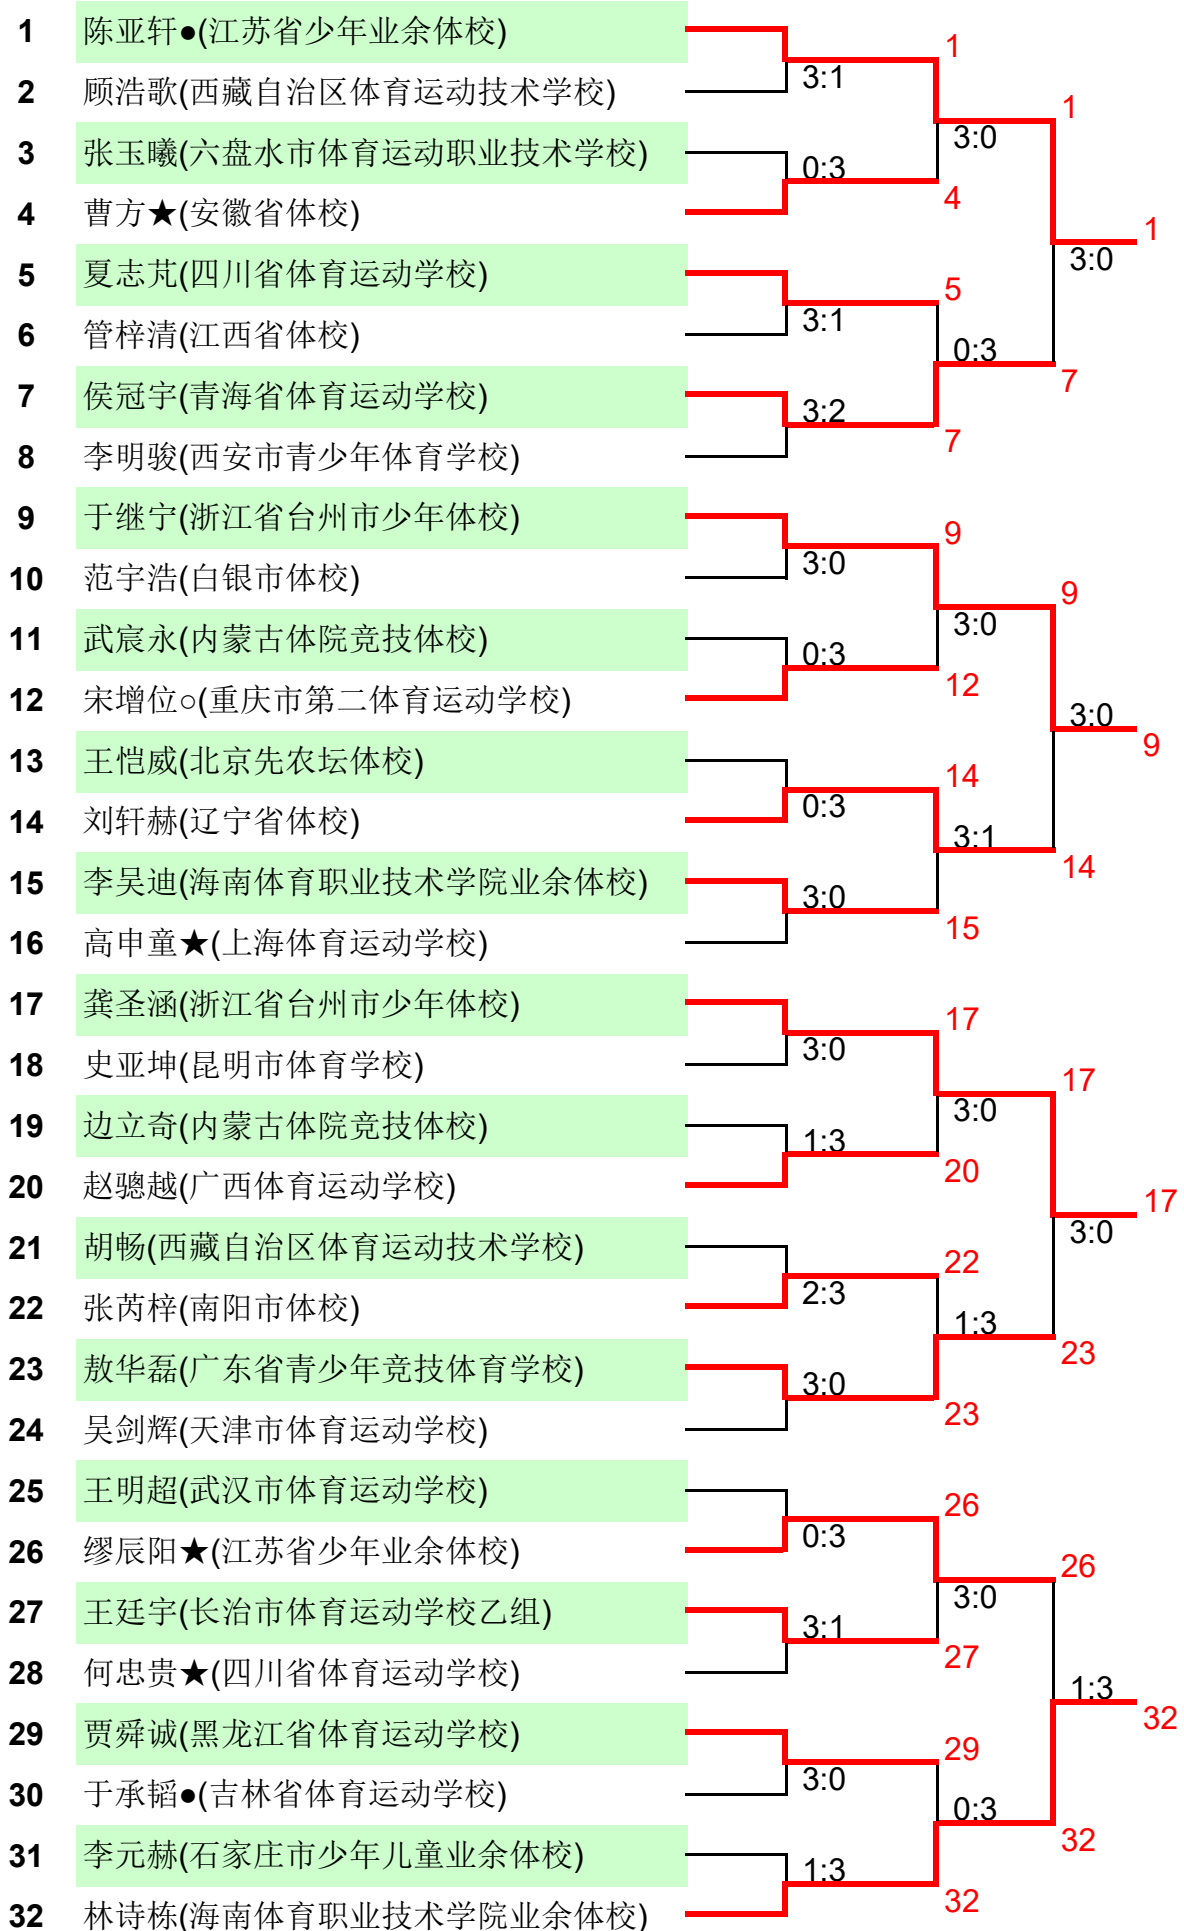 1 陈亚轩●(江苏省少年业余体校)
1
3:1
2 顾浩歌(西藏自治区体育运动技术学校)
1
3:0
3 张玉曦(六盘水市体育运动职业技术学校)
0:3
4
4 曹方★(安徽省体校)
1
3:0
5 夏志芃(四川省体育运动学校)
5
3:1
6 管梓清(江西省体校)
0:3
7
7 侯冠宇(青海省体育运动学校)
3:2
7
8 李明骏(西安市青少年体育学校)
9 于继宁(浙江省台州市少年体校)
9
3:0
10 范宇浩(白银市体校)
9
3:0
11 武宸永(内蒙古体院竞技体校)
0:3
12
12 宋增位○(重庆市第二体育运动学校)
3:0
9
13 王恺威(北京先农坛体校)
14
0:3
14 刘轩赫(辽宁省体校)
3:1
14
15 李吴迪(海南体育职业技术学院业余体校)
3:0
15
16 高申童★(上海体育运动学校)
17 龚圣涵(浙江省台州市少年体校)
17
3:0
18 史亚坤(昆明市体育学校)
17
3:0
19 边立奇(内蒙古体院竞技体校)
1:3
20
20 赵骢越(广西体育运动学校)
17
3:0
21 胡畅(西藏自治区体育运动技术学校)
22
2:3
22 张芮梓(南阳市体校)
1:3
23
23 敖华磊(广东省青少年竞技体育学校)
3:0
23
24 吴剑辉(天津市体育运动学校)
25 王明超(武汉市体育运动学校)
26
0:3
26 缪辰阳★(江苏省少年业余体校)
26
3:0
27 王廷宇(长治市体育运动学校乙组)
3:1
27
28 何忠贵★(四川省体育运动学校)
1:3
32
29 贾舜诚(黑龙江省体育运动学校)
29
3:0
30 于承韬●(吉林省体育运动学校)
0:3
32
31 李元赫(石家庄市少年儿童业余体校)
1:3
32
32 林诗栋(海南体育职业技术学院业余体校)